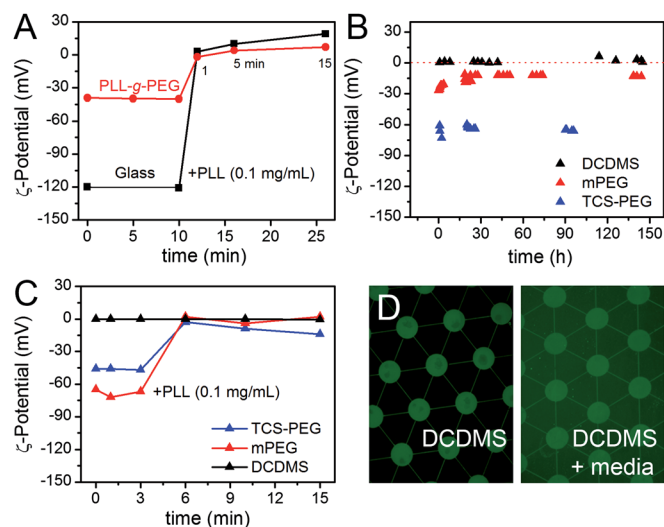 A
30
0
-30
-60
-90
-120
-150
ζ-Potential (mV)
PLL-g-PEG
1
5 min
15
Glass
+PLL (0.1 mg/mL)
0
5
10
15
20
25
time (min)
B
30
0
-30
-60
-90
-120
-150
ζ-Potential (mV)
DCDMS
mPEG
TCS-PEG
0
30
60
90
120
150
time (h)
C
30
0
-30
-60
-90
-120
-150
ζ-Potential (mV)
+PLL (0.1 mg/mL)
TCS-PEG
mPEG
DCDMS
0
3
6
9
12
15
time (min)
D
DCDMS
DCDMS
+ media